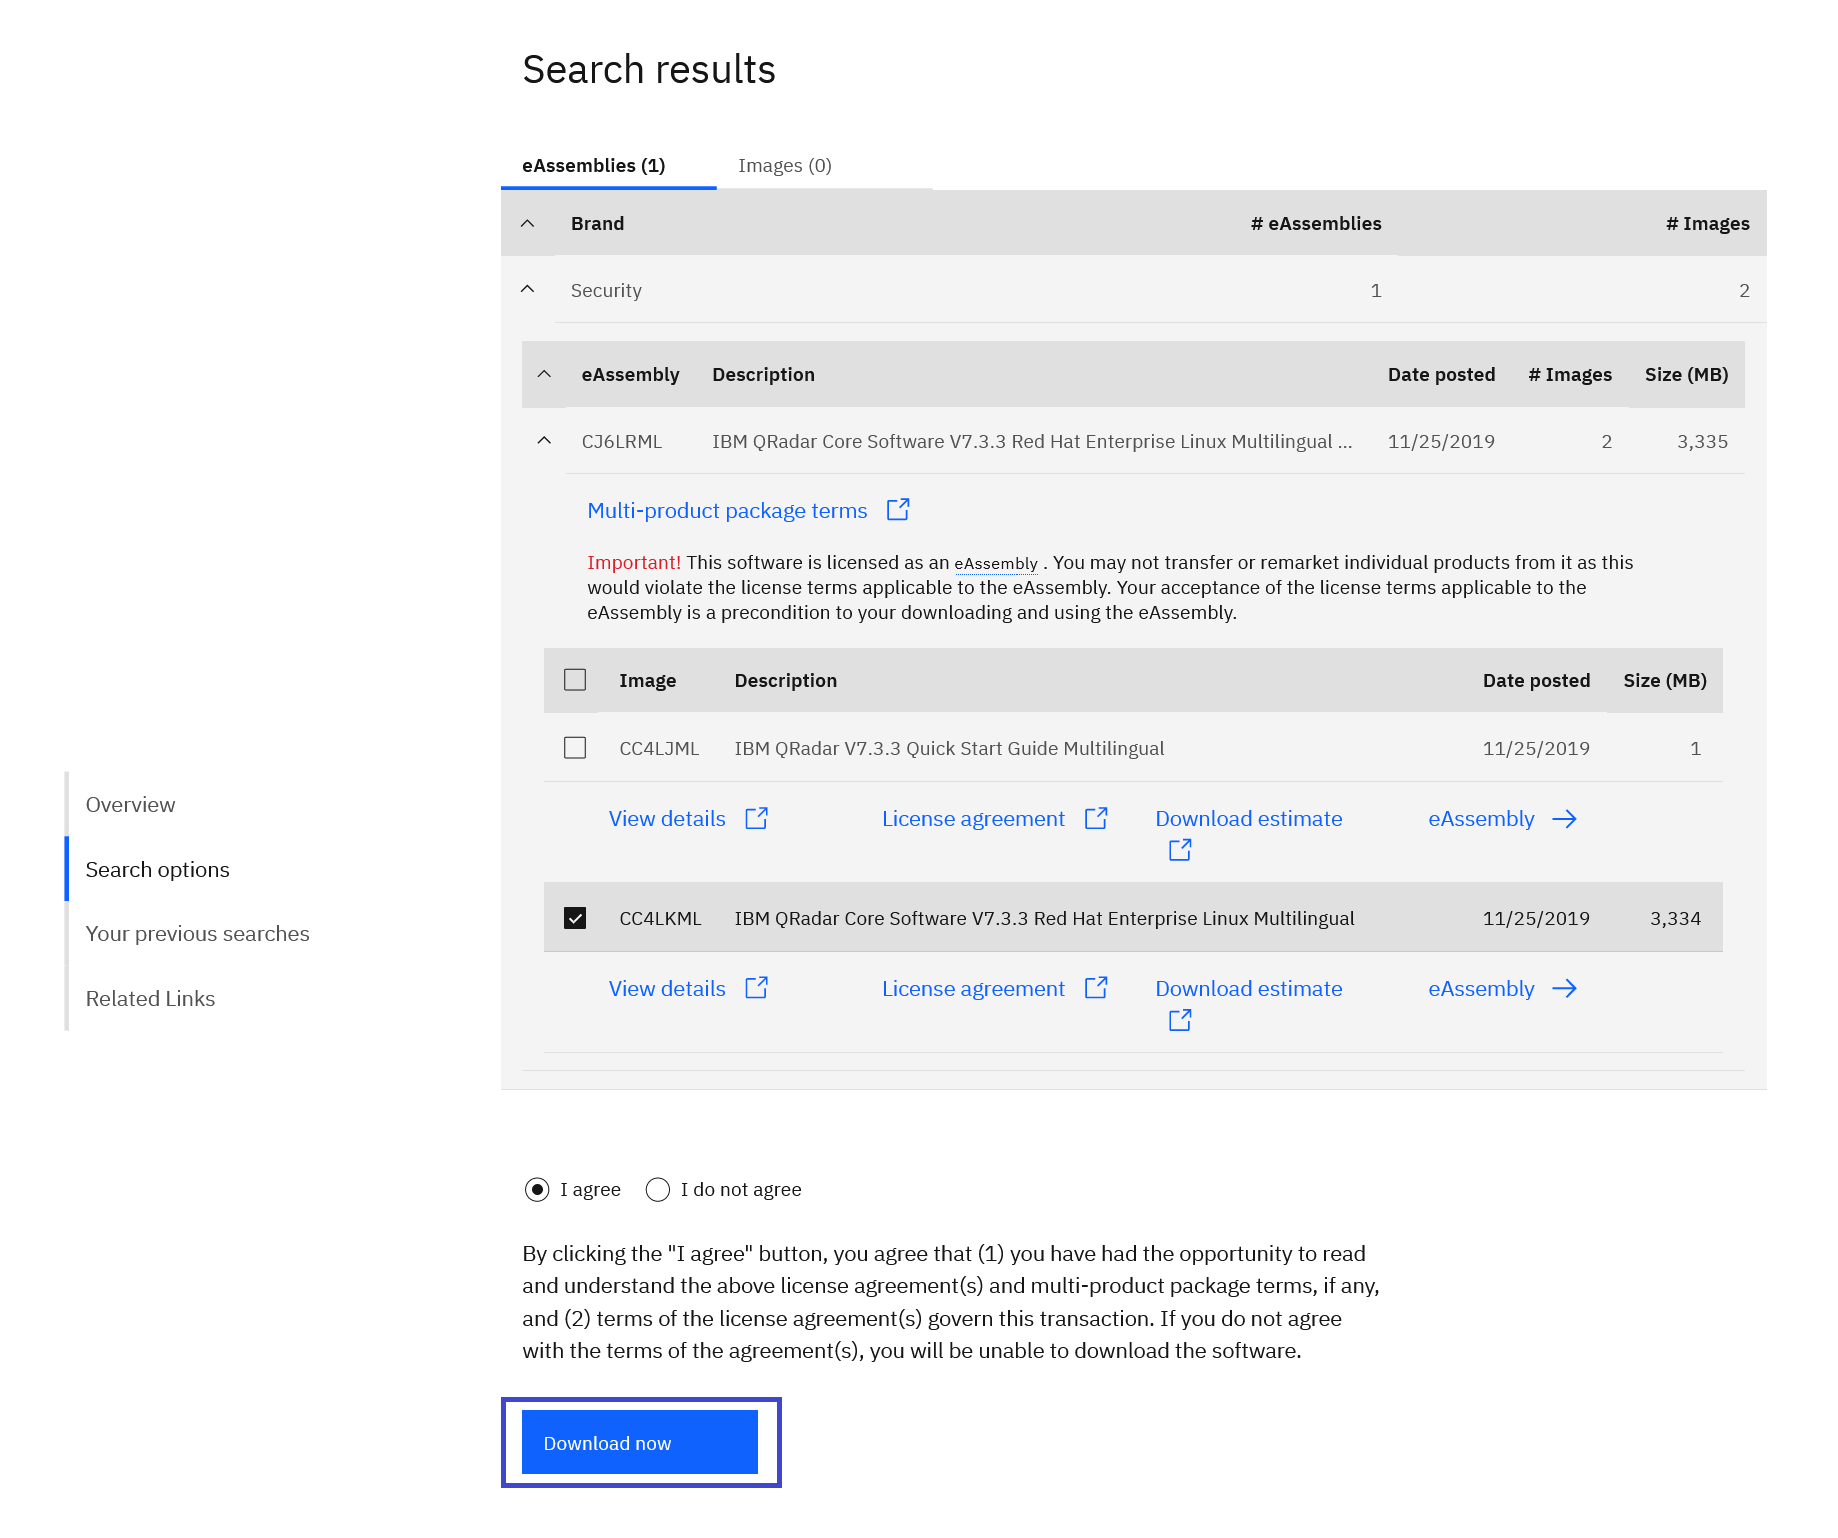 Search results
eAssemblies (1) Images (0)
Brand # eAssemblies # Images
Security 1 2
eAssembly Description Date posted # Images Size (MB)
CJ6LRML IBM QRadar Core Software V7.3.3 Red Hat Enterprise Linux Multilingual ... 11/25/2019 2 3,335
Multi-product package terms
Important! This software is licensed as an eAssembly . You may not transfer or remarket individual products from it as this
would violate the license terms applicable to the eAssembly. Your acceptance of the license terms applicable to the
eAssembly is a precondition to your downloading and using the eAssembly.
Image Description Date posted Size (MB)
CC4LJML IBM QRadar V7.3.3 Quick Start Guide Multilingual 11/25/2019 1
View details License agreement Download estimate eAssembly
CC4LKML IBM QRadar Core Software V7.3.3 Red Hat Enterprise Linux Multilingual 11/25/2019 3,334
View details License agreement Download estimate eAssembly
Overview
Search options
Your previous searches
Related Links
I agree I do not agree
By clicking the "I agree" button, you agree that (1) you have had the opportunity to read
and understand the above license agreement(s) and multi-product package terms, if any,
and (2) terms of the license agreement(s) govern this transaction. If you do not agree
with the terms of the agreement(s), you will be unable to download the software.
Download now